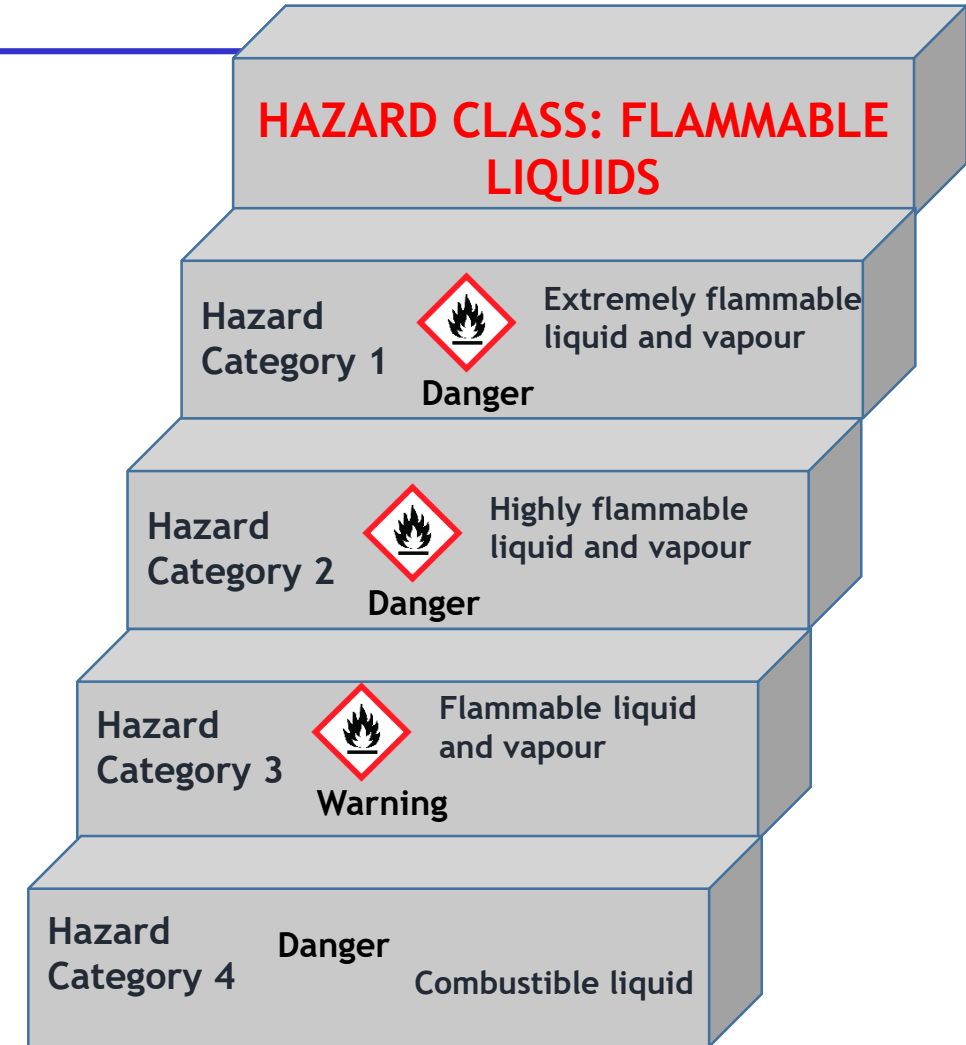 HAZARD CLASS: FLAMMABLE
LIQUIDS
Hazard
Category 1
Danger
Extremely flammable
liquid and vapour
Hazard
Category 2
Danger
Highly flammable
liquid and vapour
Hazard
Category 3
Warning
Flammable liquid
and vapour
Hazard
Category 4
Danger
Combustible liquid